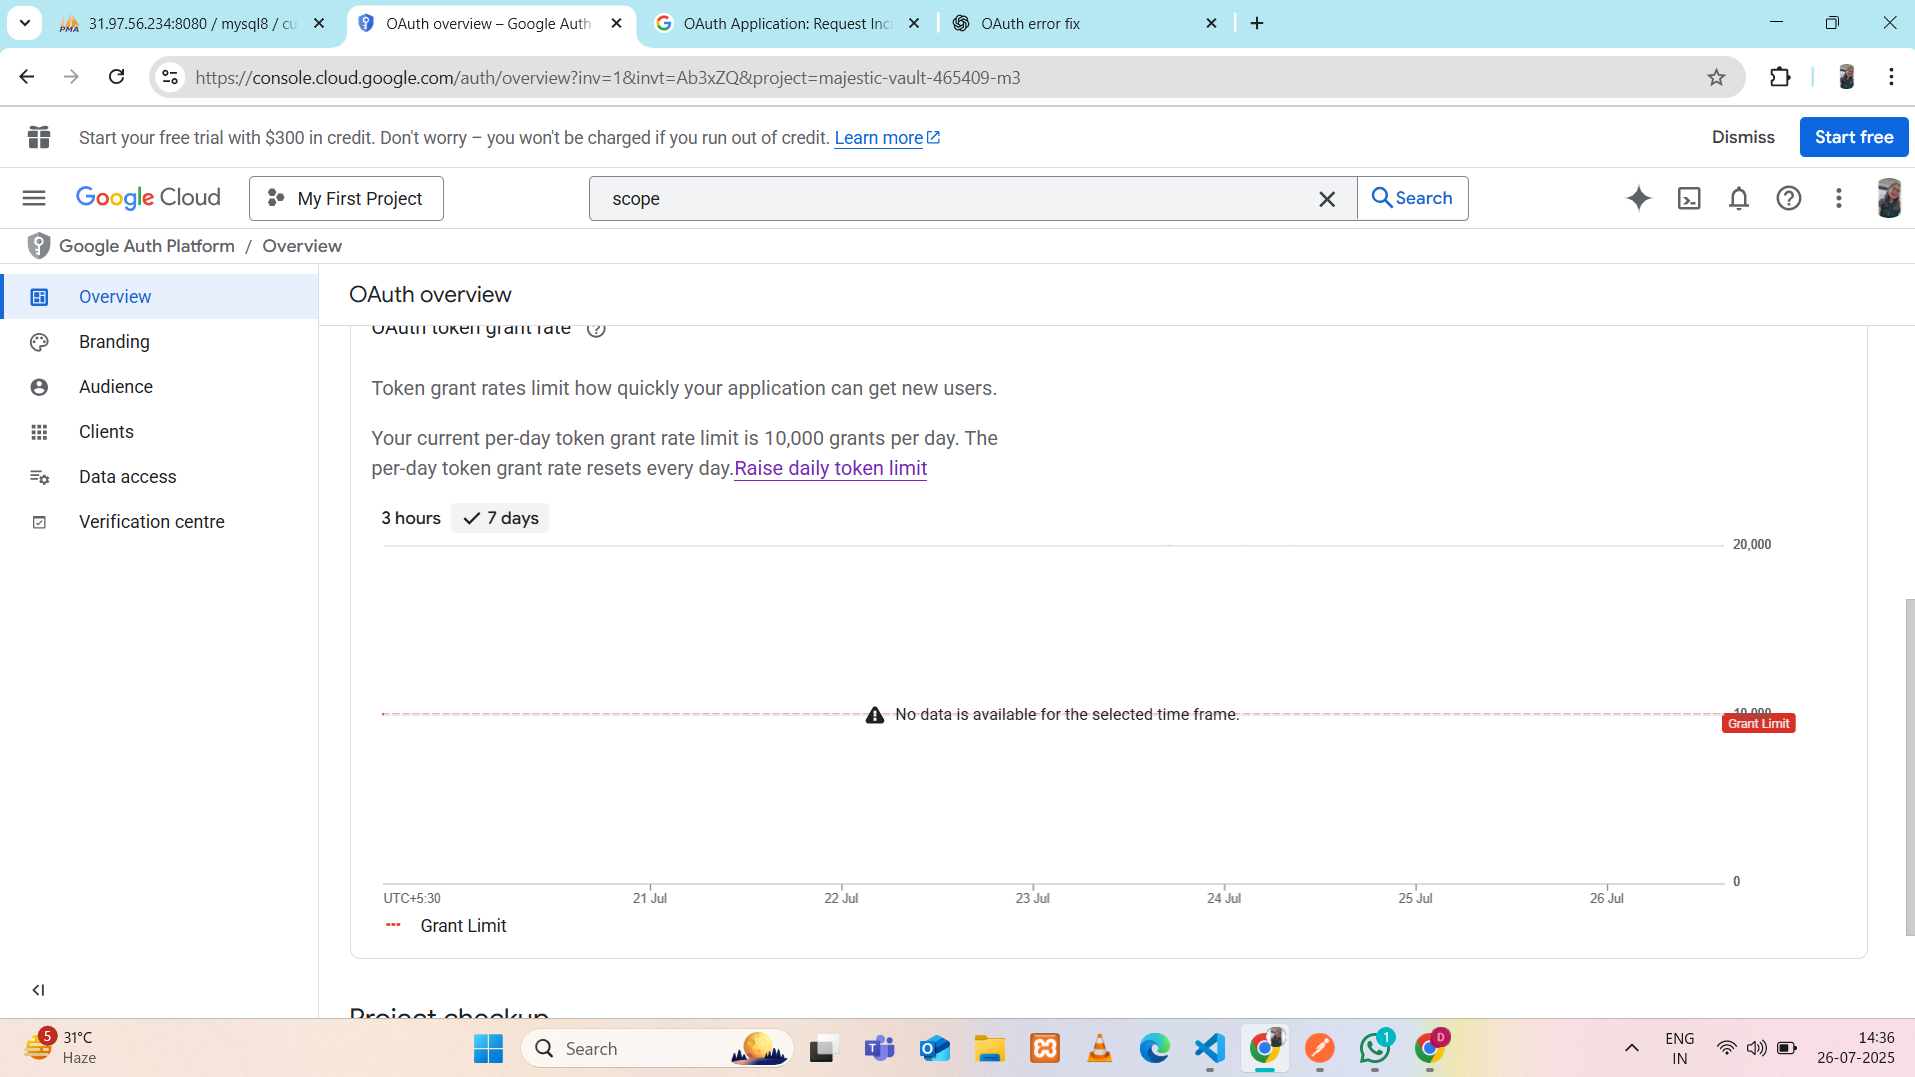 31.97.56.234:8080 / mysql8 / cu
OAuth overview – Google Auth
OAuth Application: Request Incr
OAuth error fix
https://console.cloud.google.com/auth/overview?inv=1&invt=Ab3xZQ&project=majestic-vault-465409-m3
Start your free trial with $300 in credit. Don't worry – you won't be charged if you run out of credit. Learn more
Dismiss
Start free
Google Cloud
My First Project
scope
Search
Google Auth Platform / Overview
Overview
Branding
Audience
Clients
Data access
Verification centre
OAuth overview
OAuth token grant rate
Token grant rates limit how quickly your application can get new users.
Your current per-day token grant rate limit is 10,000 grants per day. The
per-day token grant rate resets every day.Raise daily token limit
3 hours
7 days
20,000
No data is available for the selected time frame.
10,000
Grant Limit
0
UTC+5:30
21 Jul
22 Jul
23 Jul
24 Jul
25 Jul
26 Jul
Grant Limit
Project checkup
5
31°C
Haze
Search
1
D
ENG
IN
14:36
26-07-2025